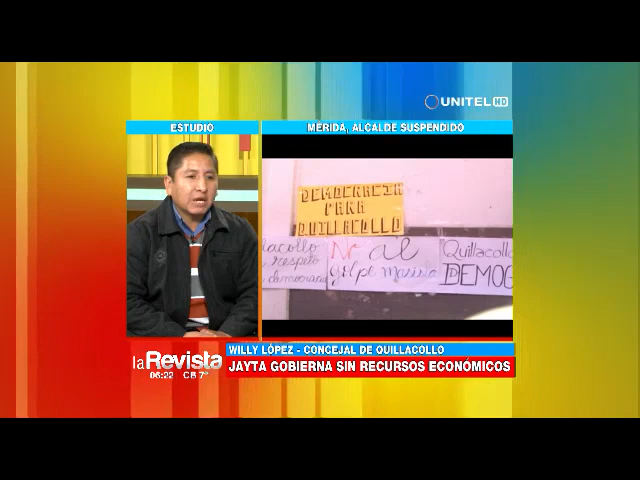 UNITEL HD
ESTUDIO
MERIDA, ALCALDE SUSPENDIDO
DEMOCRACIA
PARA
QUILLACOLLO
respeto
democracia
No al
golpe Masista
Quillacollo
DEMOC
WILLY LÓPEZ - CONCEJAL DE QUILLACOLLO
la Revista
JAYTA GOBIERNA SIN RECURSOS ECONÓMICOS
06:22 CB 7°